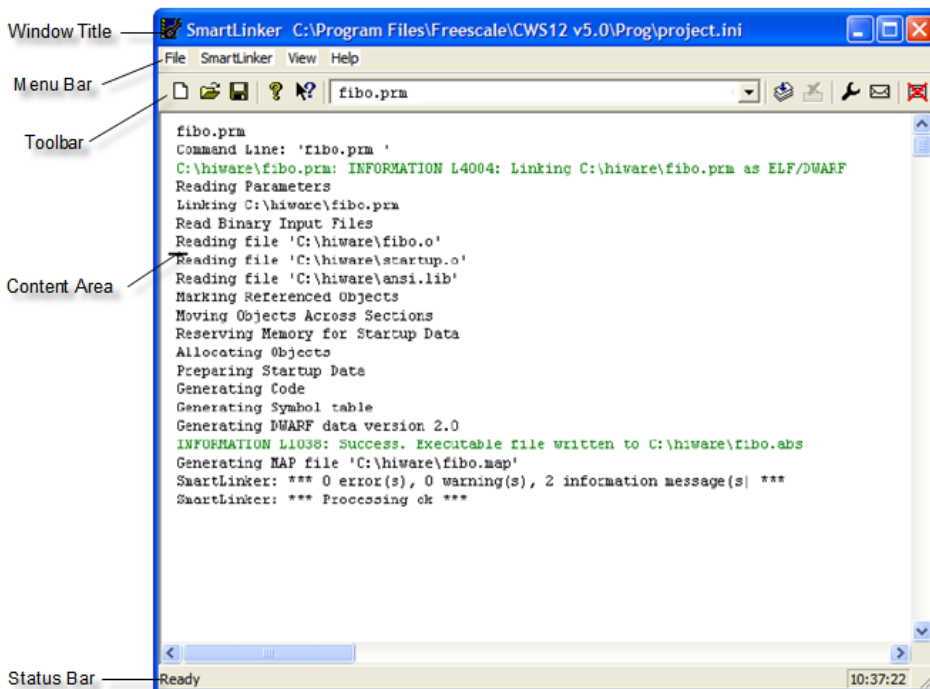 Window Title
SmartLinker C:\Program Files\Freescale\CWS12 v5.0\Prog\project.ini
Menu Bar
File SmartLinker View Help
Toolbar
fibo.prm
fibo.prm
Command Line: 'fibo.prm '
C:\hiware\fibo.prm: INFORMATION L4004: Linking C:\hiware\fibo.prm as ELF/DWARF
Reading Parameters
Linking C:\hiware\fibo.prm
Read Binary Input Files
Reading file 'C:\hiware\fibo.o'
Reading file 'C:\hiware\startup.o'
Content Area
Reading file 'C:\hiware\ansi.lib'
Marking Referenced Objects
Moving Objects Across Sections
Reserving Memory for Startup Data
Allocating Objects
Preparing Startup Data
Generating Code
Generating Symbol table
Generating DWARF data version 2.0
INFORMATION L1038: Success. Executable file written to C:\hiware\fibo.abs
Generating MAP file 'C:\hiware\fibo.map'
SmartLinker: *** 0 error(s), 0 warning(s), 2 information message(s| ***
SmartLinker: *** Processing ok ***
Status Bar
Ready
10:37:22